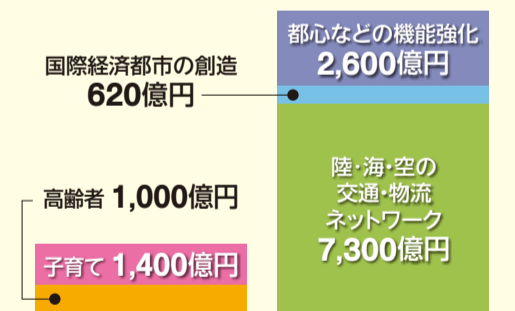 都心などの機能強化
2,600億円
国際経済都市の創造
620億円
陸・海・空の
交通・物流
ネットワーク
7,300億円
高齢者 1,000億円
子育て 1,400億円